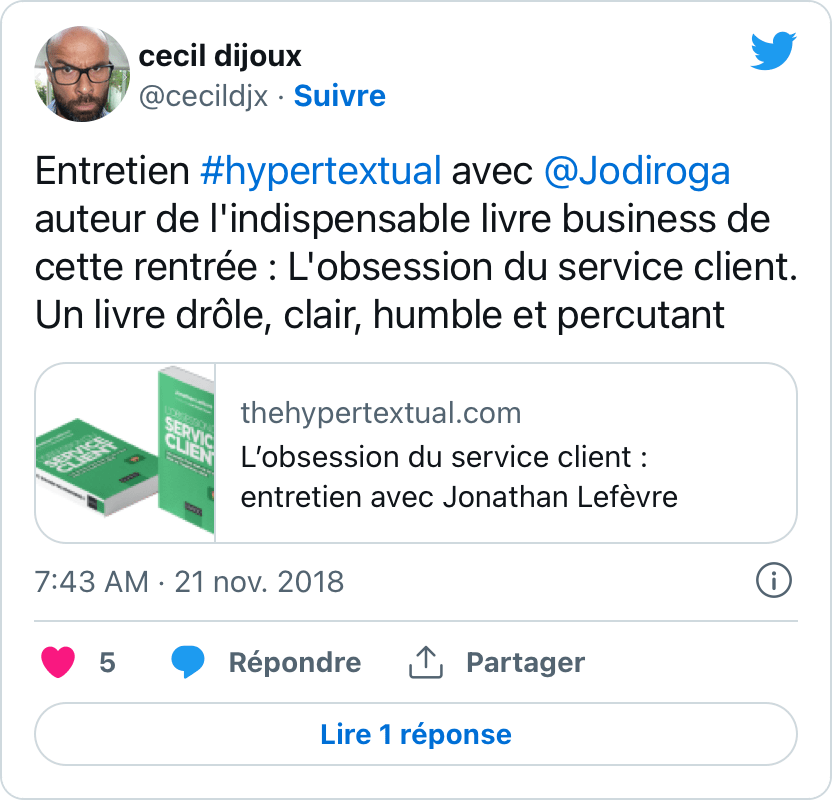 cecil dijoux
@cecildjx · Suivre
Entretien #hypertextual avec @Jodiroga
auteur de l'indispensable livre business de
cette rentrée : L'obsession du service client.
Un livre drôle, clair, humble et percutant
SERVICE
CLIENT
SERVIC
CLIENT
thehypertextual.com
L’obsession du service client :
entretien avec Jonathan Lefèvre
7:43 AM · 21 nov. 2018
5
Répondre
Partager
Lire 1 réponse